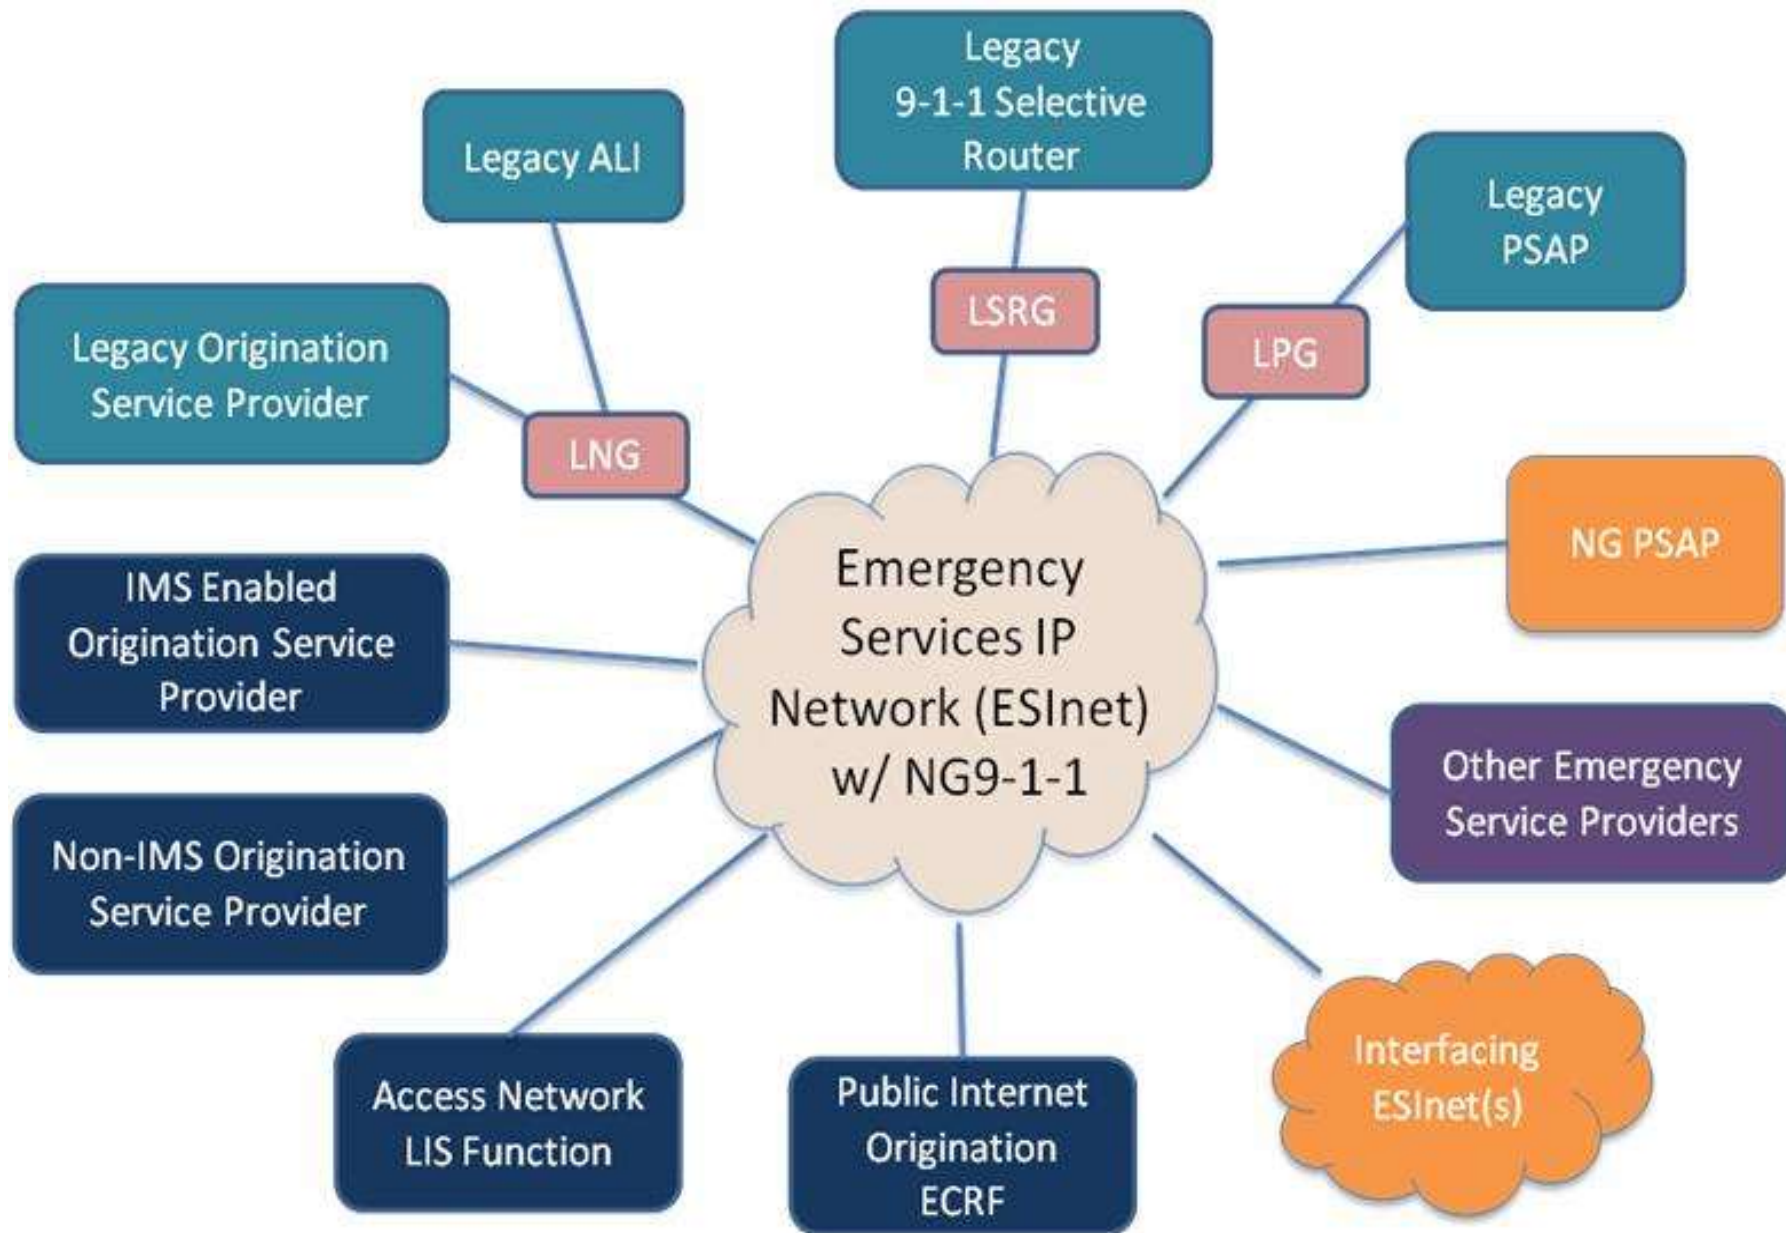 Legacy
9-1-1 Selective
Router
Legacy ALI
Legacy
PSAP
LSRG
LPG
Legacy Origination
Service Provider
LNG
NG PSAP
IMS Enabled
Origination Service
Provider
Emergency
Services IP
Network (ESInet)
w/ NG9-1-1
Other Emergency
Service Providers
Non-IMS Origination
Service Provider
Interfacing
ESInet(s)
Access Network
LIS Function
Public Internet
Origination
ECRF